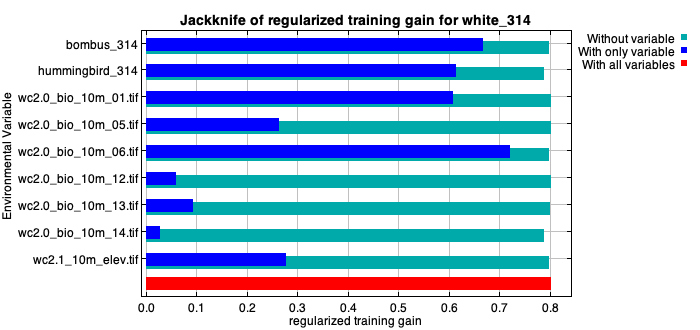 Jackknife of regularized training gain for white_314
Without variable
With only variable
With all variables
Environmental Variable
bombus_314
hummingbird_314
wc2.0_bio_10m_01.tif
wc2.0_bio_10m_05.tif
wc2.0_bio_10m_06.tif
wc2.0_bio_10m_12.tif
wc2.0_bio_10m_13.tif
wc2.0_bio_10m_14.tif
wc2.1_10m_elev.tif
0.0 0.1 0.2 0.3 0.4 0.5 0.6 0.7 0.8
regularized training gain